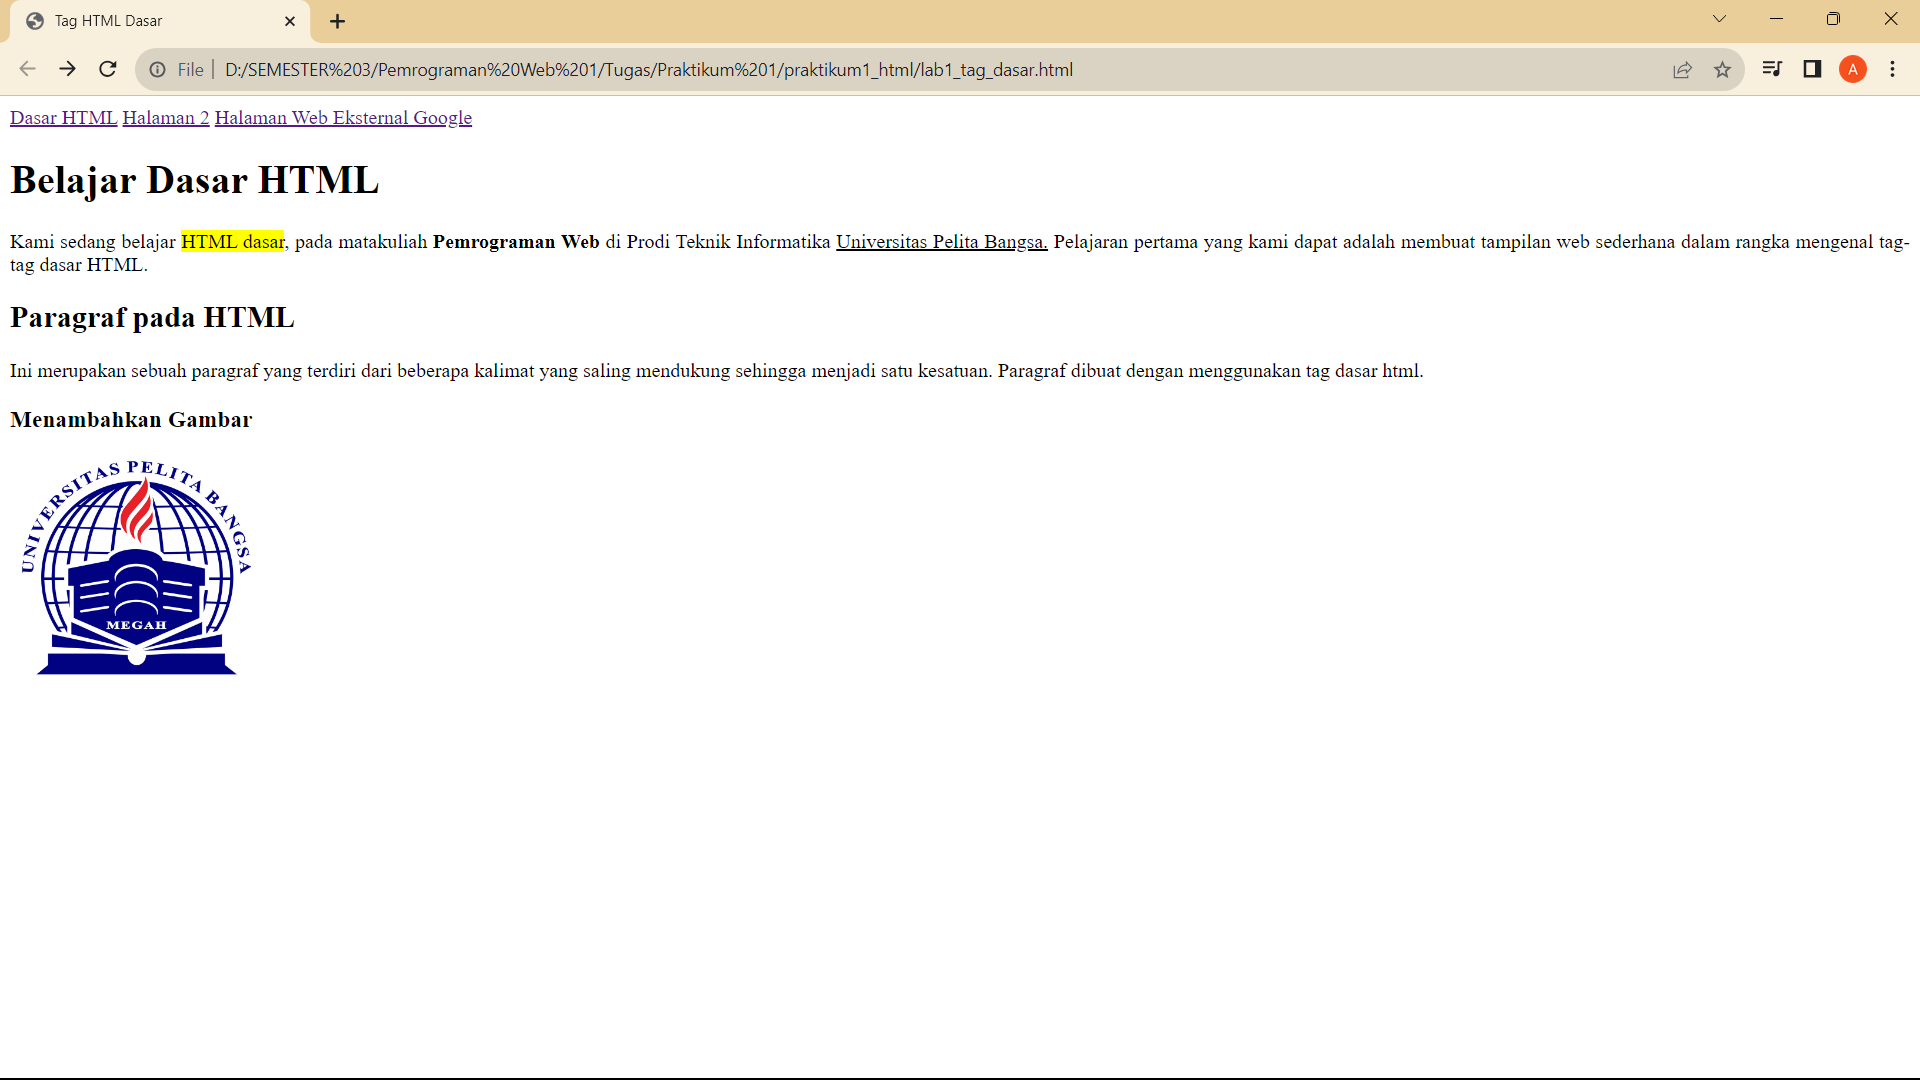 Tag HTML Dasar
File | D:/SEMESTER%203/Pemrograman%20Web%201/Tugas/Praktikum%201/praktikum1_html/lab1_tag_dasar.html
A
Dasar HTML Halaman 2 Halaman Web Eksternal Google
Belajar Dasar HTML
Kami sedang belajar HTML dasar, pada matakuliah Pemrograman Web di Prodi Teknik Informatika Universitas Pelita Bangsa. Pelajaran pertama yang kami dapat adalah membuat tampilan web sederhana dalam rangka mengenal tag-
tag dasar HTML.
Paragraf pada HTML
Ini merupakan sebuah paragraf yang terdiri dari beberapa kalimat yang saling mendukung sehingga menjadi satu kesatuan. Paragraf dibuat dengan menggunakan tag dasar html.
Menambahkan Gambar
UNIVERSITAS PELITA BANGSA
MEGAH